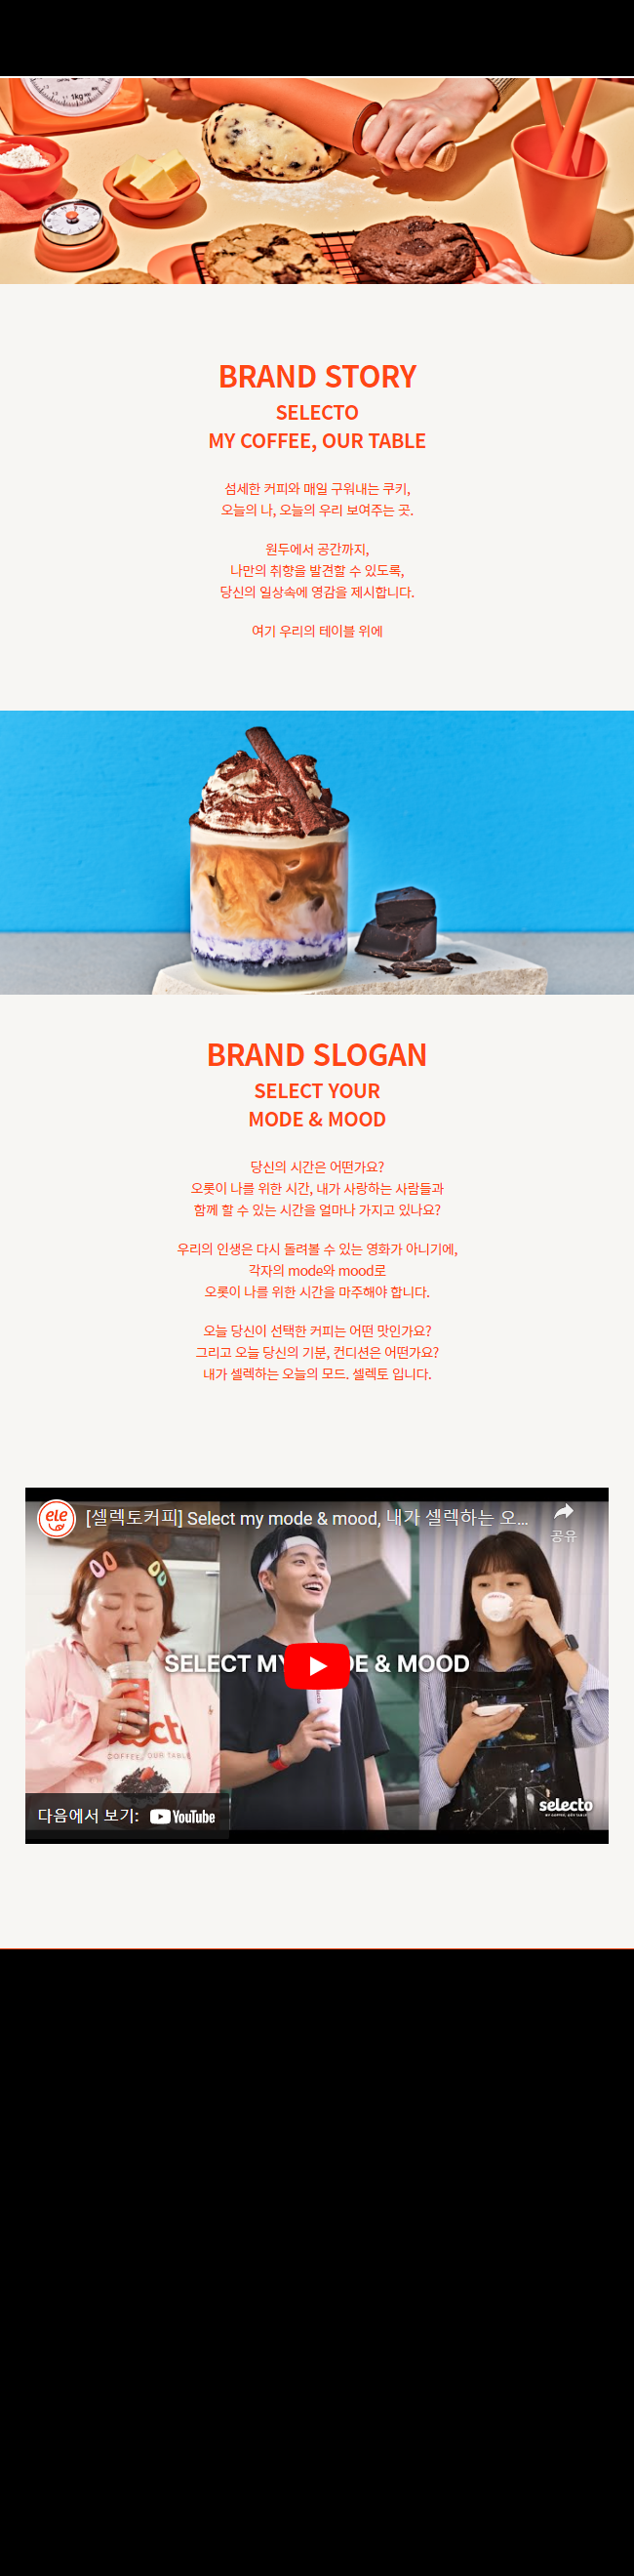 1kg
BRAND STORY
SELECTO
MY COFFEE, OUR TABLE
섬세한 커피와 매일 구워내는 쿠키,
오늘의 나, 오늘의 우리 보여주는 곳.
원두에서 공간까지,
나만의 취향을 발견할 수 있도록,
당신의 일상속에 영감을 제시합니다.
여기 우리의 테이블 위에
BRAND SLOGAN
SELECT YOUR
MODE & MOOD
당신의 시간은 어떤가요?
오롯이 나를 위한 시간, 내가 사랑하는 사람들과
함께 할 수 있는 시간을 얼마나 가지고 있나요?
우리의 인생은 다시 돌려볼 수 있는 영화가 아니기에,
각자의 mode와 mood로
오롯이 나를 위한 시간을 마주해야 합니다.
오늘 당신이 선택한 커피는 어떤 맛인가요?
그리고 오늘 당신의 기분, 컨디션은 어떤가요?
내가 셀렉하는 오늘의 모드. 셀렉토 입니다.
ele
[셀렉토커피] Select my mode & mood, 내가 셀렉하는 오...
공유
SELECT MY MODE & MOOD
COFFEE, OUR TABLE
selecto
다음에서 보기: YouTube